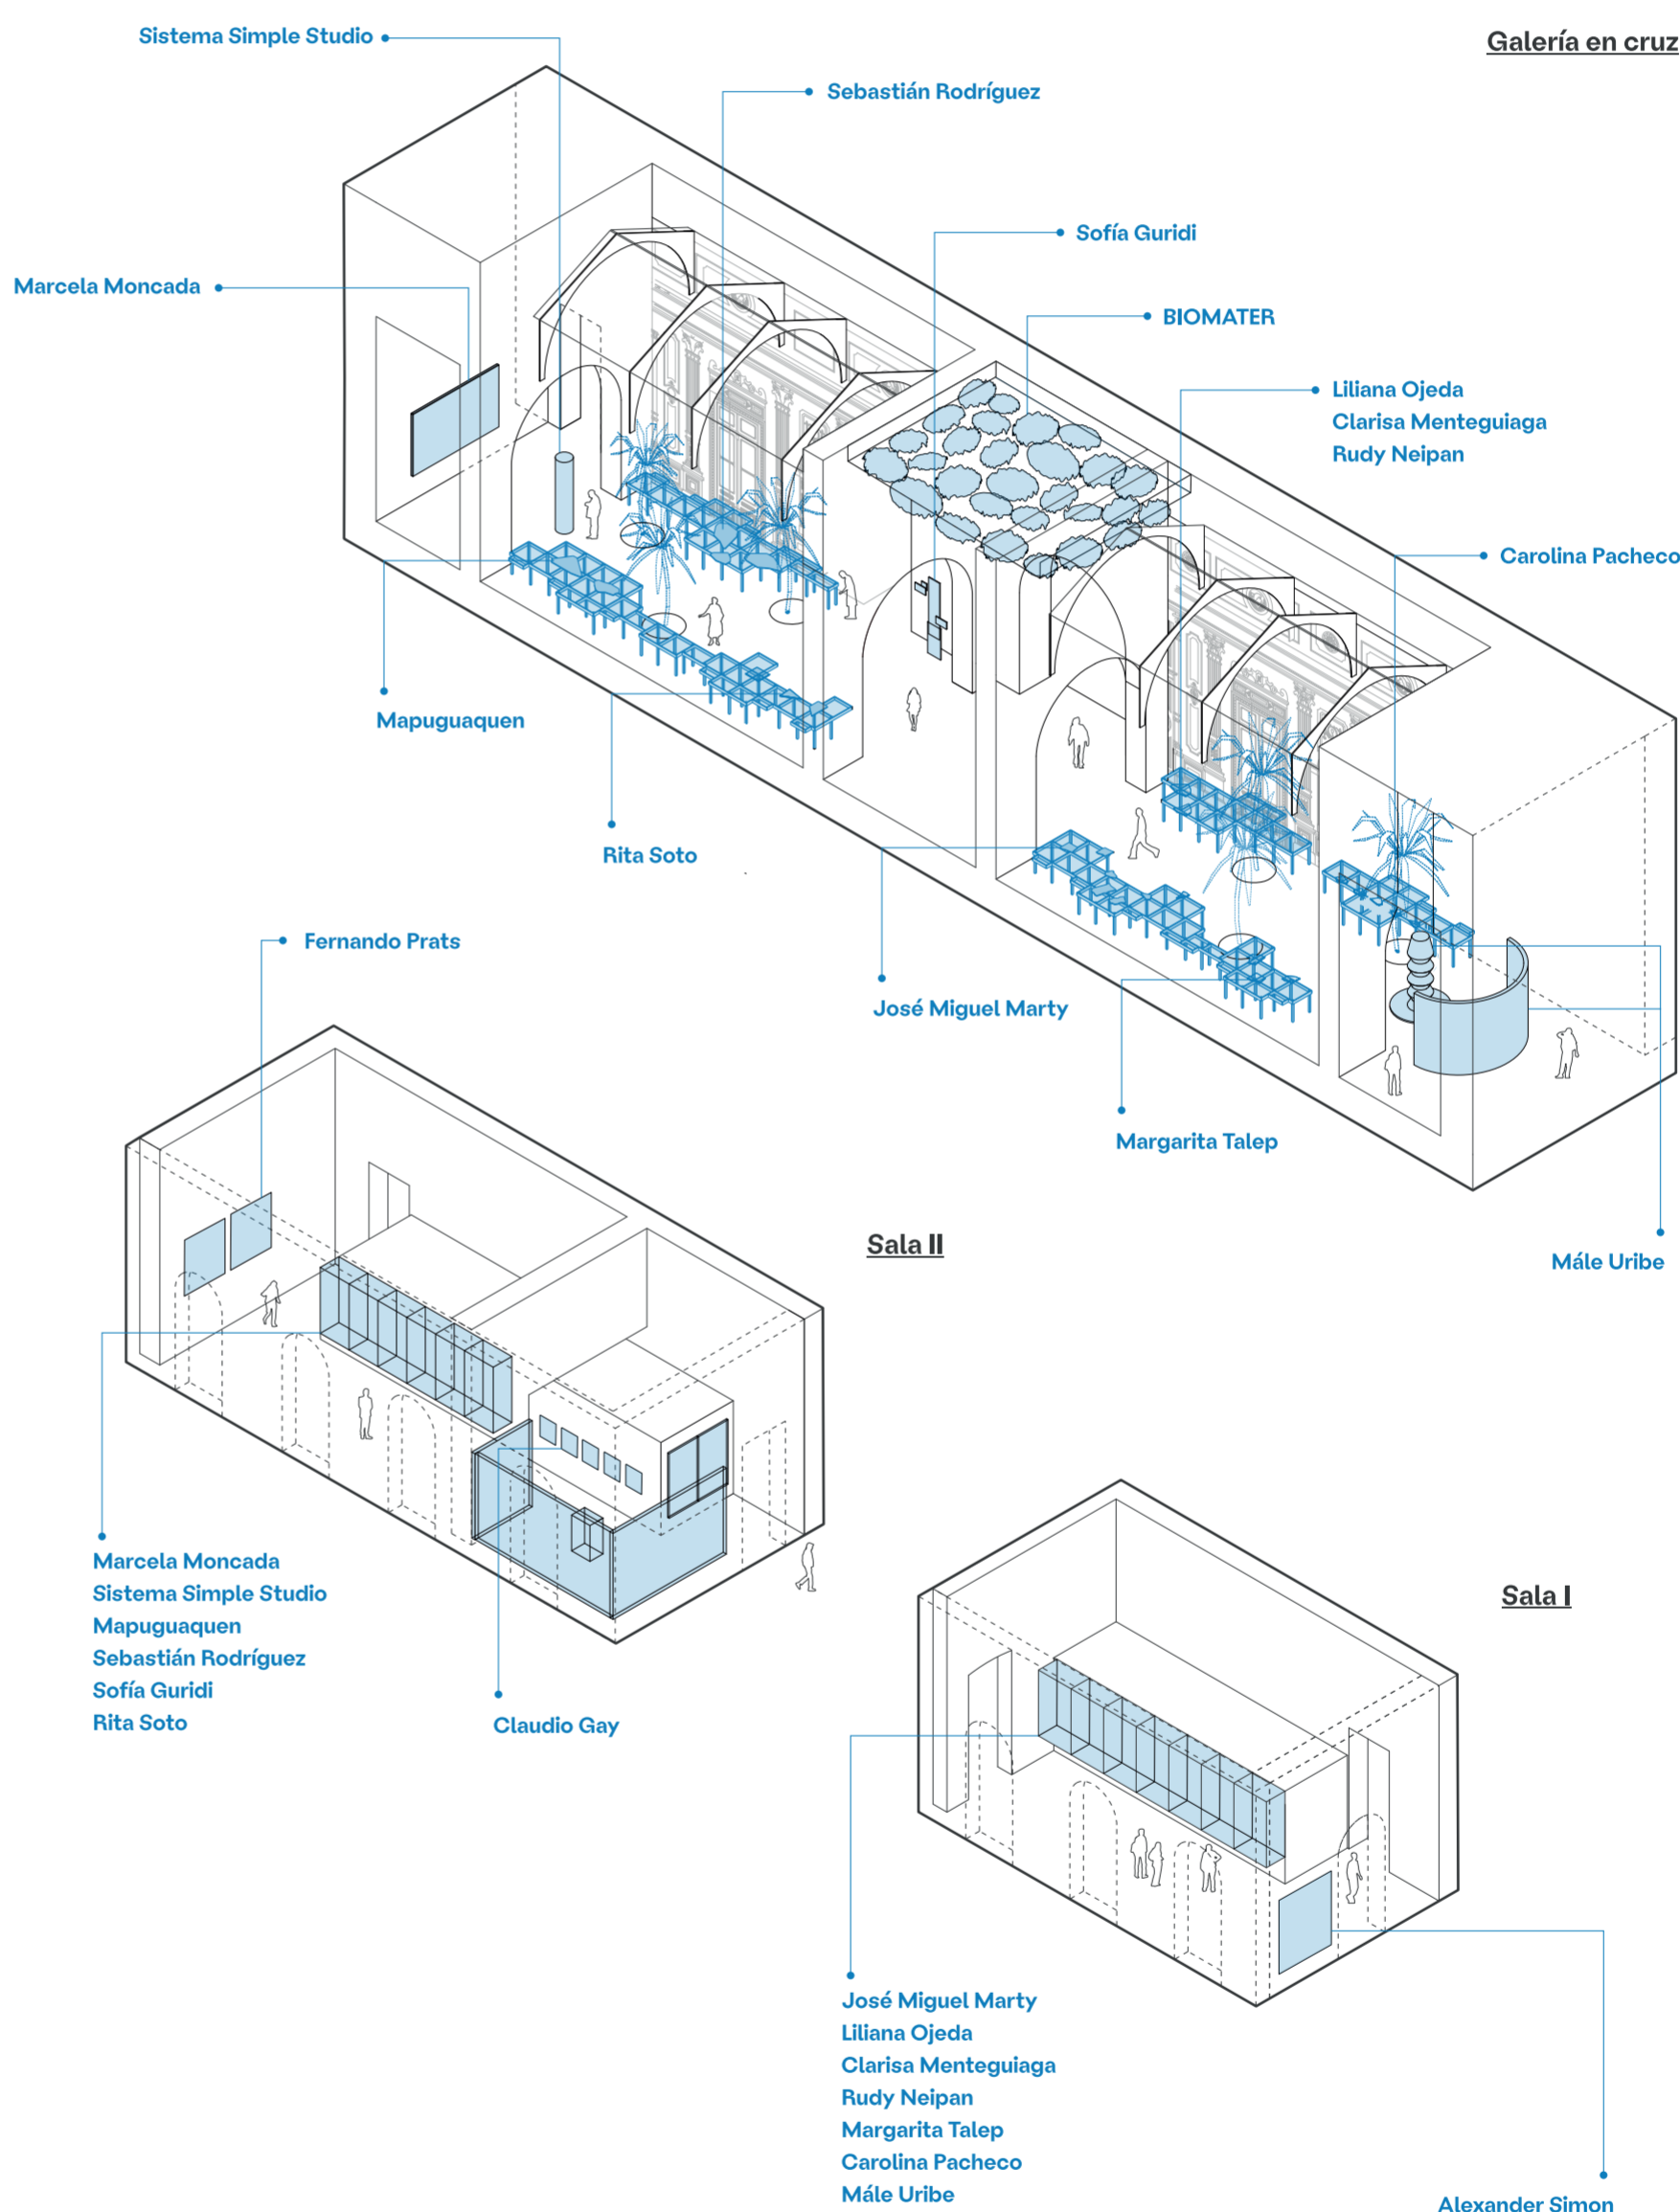 Sistema Simple Studio
Galería en cruz
Sebastián Rodríguez
Sofía Guridi
Marcela Moncada
BIOMATER
Liliana Ojeda
Clarisa Menteguiaga
Rudy Neipan
Carolina Pacheco
Mapuguaquen
Rita Soto
Fernando Prats
José Miguel Marty
Margarita Talep
Sala II
Mále Uribe
Marcela Moncada
Sistema Simple Studio
Mapuguaquen
Sebastián Rodríguez
Sofía Guridi
Rita Soto
Claudio Gay
Sala I
José Miguel Marty
Liliana Ojeda
Clarisa Menteguiaga
Rudy Neipan
Margarita Talep
Carolina Pacheco
Mále Uribe
Alexander Simon